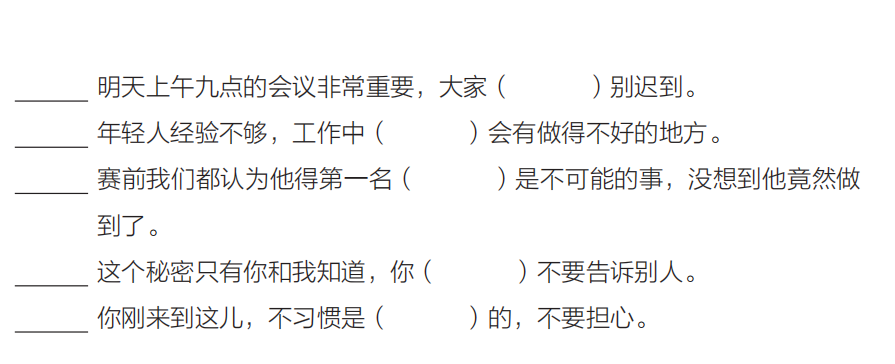 ______ 明天上午九点的会议非常重要，大家（　　　）别迟到。
______ 年轻人经验不够，工作中（　　　）会有做得不好的地方。
______ 赛前我们都认为他得第一名（　　　）是不可能的事，没想到他竟然做
到了。
______ 这个秘密只有你和我知道，你（　　　）不要告诉别人。
______ 你刚来到这儿，不习惯是（　　　）的，不要担心。